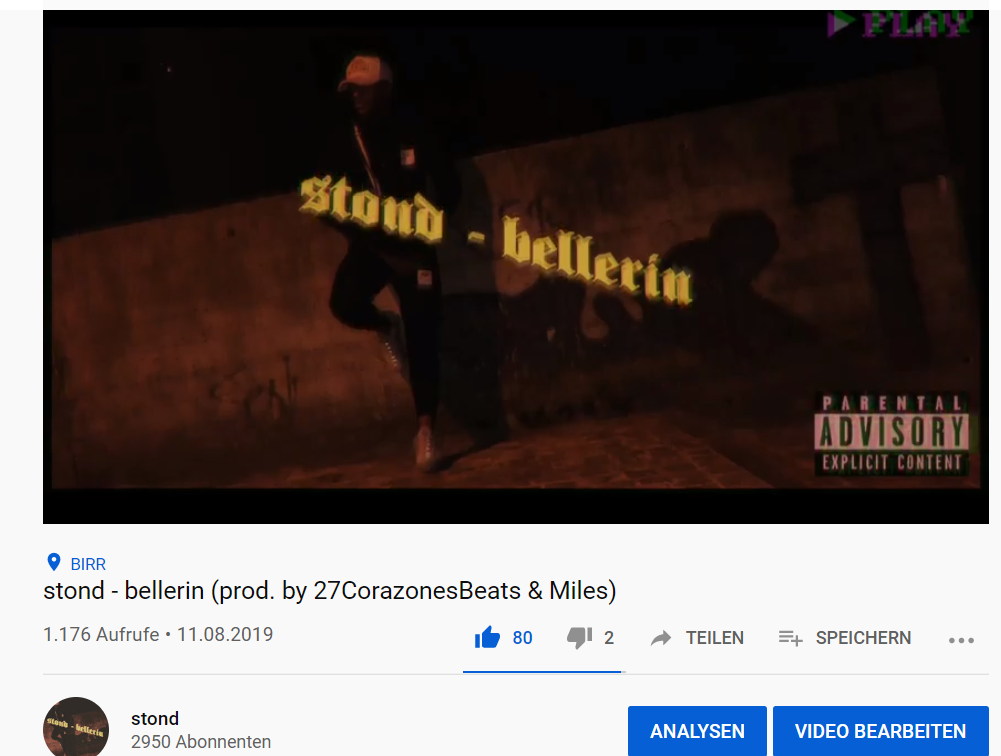 PLAY
stond - bellerin
PARENTAL
ADVISORY
EXPLICIT CONTENT
BIRR
stond - bellerin (prod. by 27CorazonesBeats & Miles)
1.176 Aufrufe • 11.08.2019
80
2
TEILEN
SPEICHERN
stond - bellerin
stond
2950 Abonnenten
ANALYSEN
VIDEO BEARBEITEN